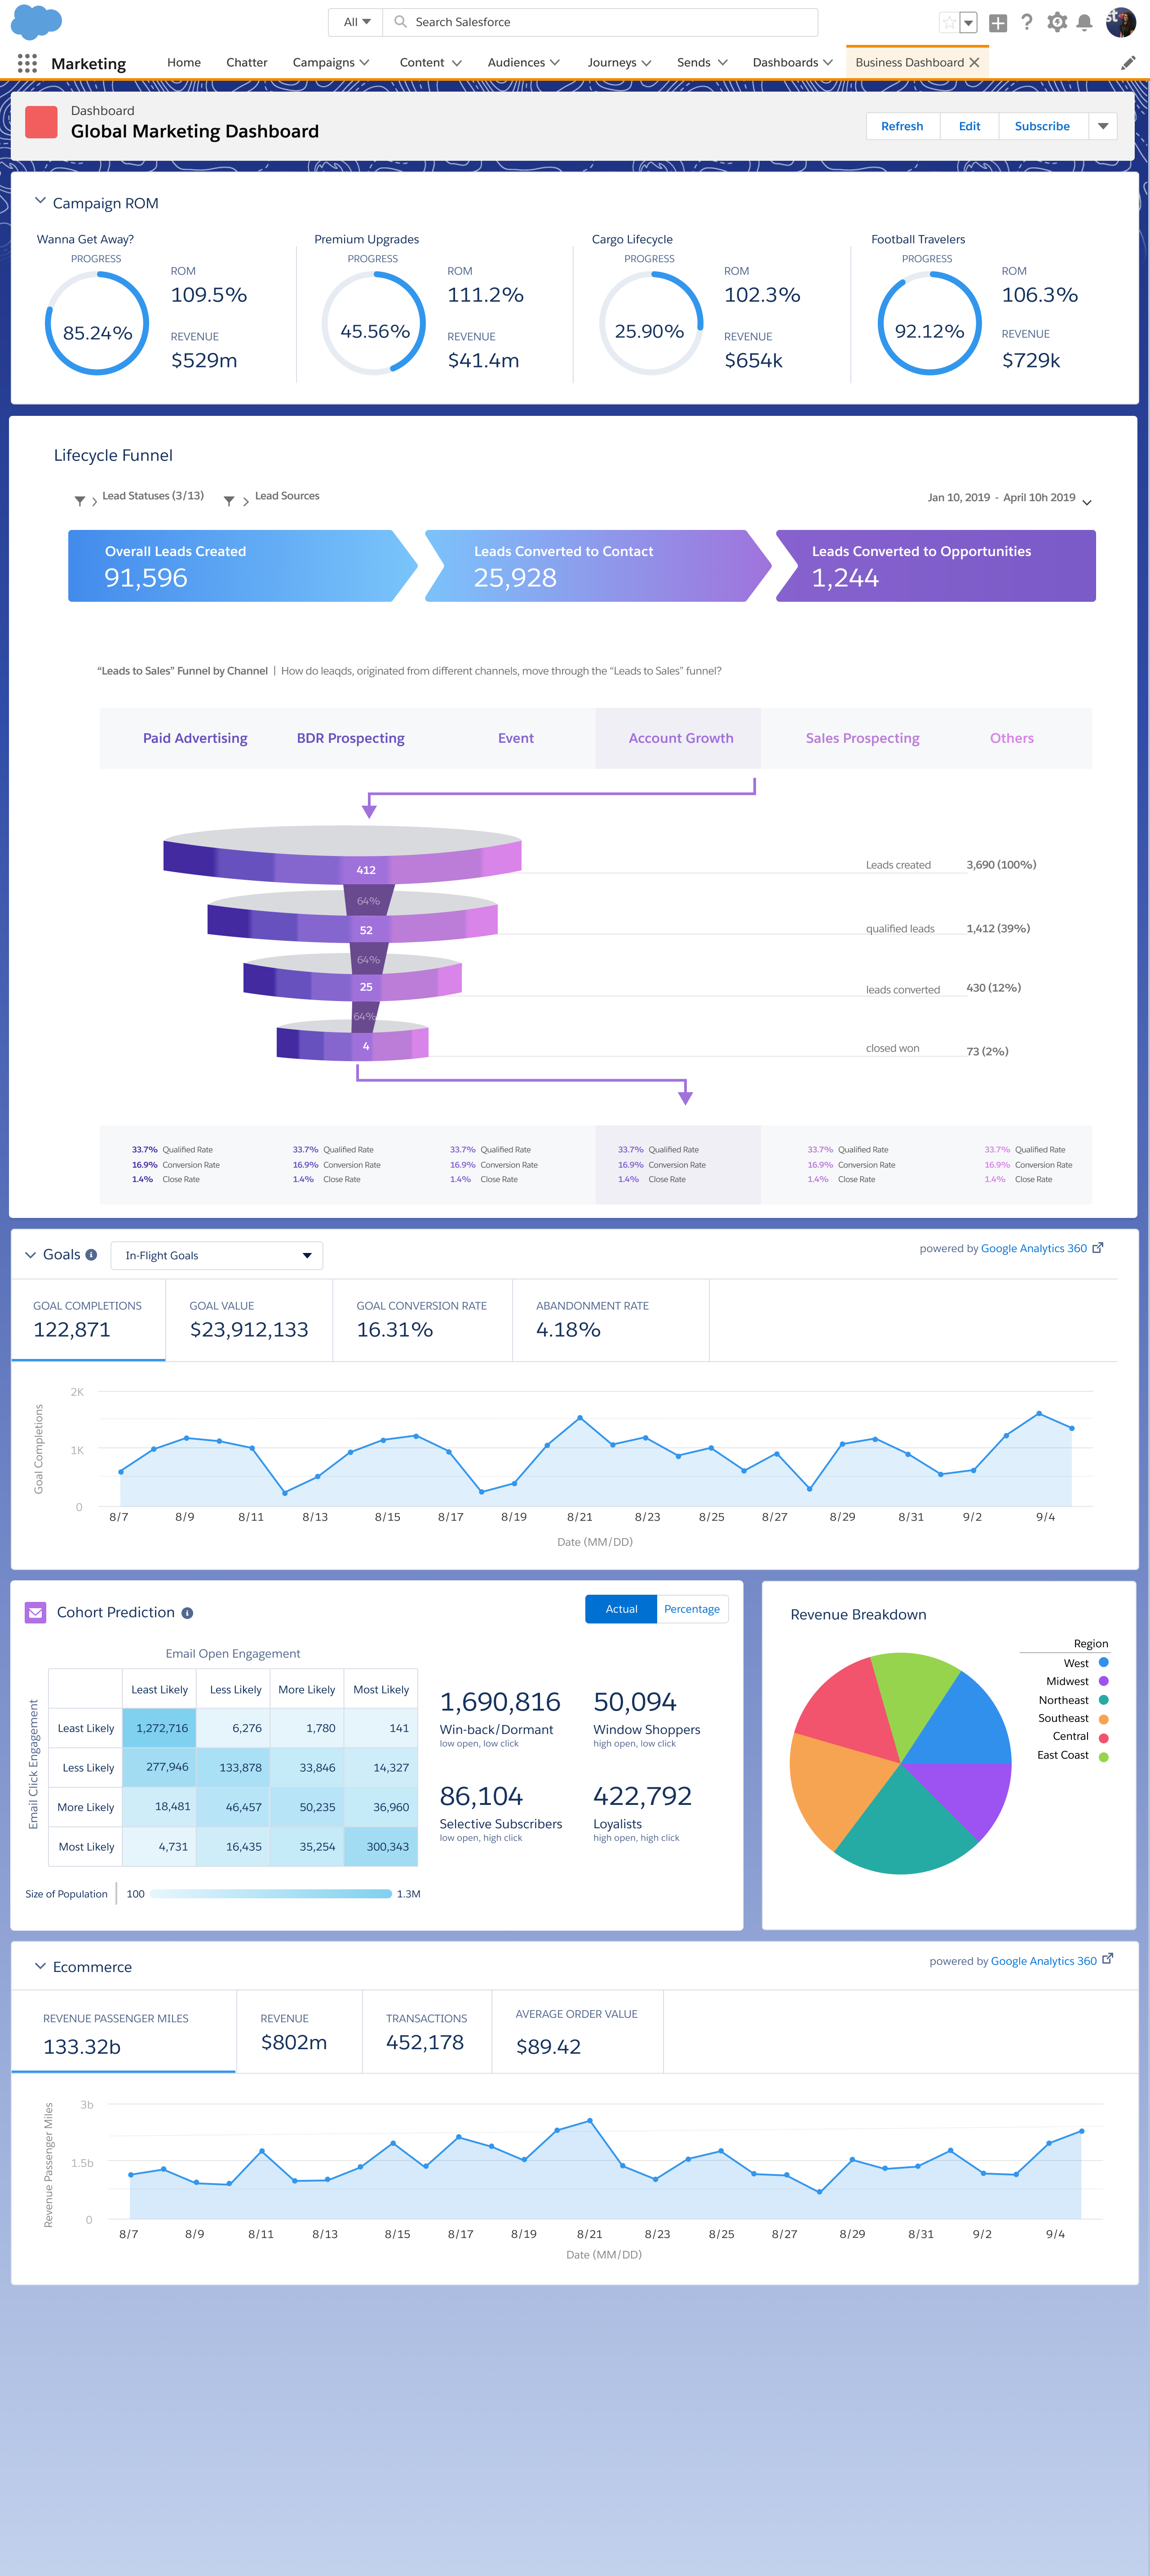 All
Search Salesforce
st
Marketing
Home
Chatter
Campaigns
Content
Audiences
Journeys
Sends
Dashboards
Business Dashboard
Dashboard
Global Marketing Dashboard
Refresh
Edit
Subscribe
Campaign ROM
Wanna Get Away?
PROGRESS
85.24%
ROM
109.5%
REVENUE
$529m
Premium Upgrades
PROGRESS
45.56%
ROM
111.2%
REVENUE
$41.4m
Cargo Lifecycle
PROGRESS
25.90%
ROM
102.3%
REVENUE
$654k
Football Travelers
PROGRESS
92.12%
ROM
106.3%
REVENUE
$729k
Lifecycle Funnel
Lead Statuses (3/13)
Lead Sources
Jan 10, 2019 - April 10h 2019
Overall Leads Created
91,596
Leads Converted to Contact
25,928
Leads Converted to Opportunities
1,244
“Leads to Sales” Funnel by Channel | How do leaqds, originated from different channels, move through the “Leads to Sales” funnel?
Paid Advertising
BDR Prospecting
Event
Account Growth
Sales Prospecting
Others
412
Leads created 3,690 (100%)
64%
52
qualified leads 1,412 (39%)
64%
25
leads converted 430 (12%)
64%
4
closed won 73 (2%)
33.7% Qualified Rate
16.9% Conversion Rate
1.4% Close Rate
33.7% Qualified Rate
16.9% Conversion Rate
1.4% Close Rate
33.7% Qualified Rate
16.9% Conversion Rate
1.4% Close Rate
33.7% Qualified Rate
16.9% Conversion Rate
1.4% Close Rate
33.7% Qualified Rate
16.9% Conversion Rate
1.4% Close Rate
33.7% Qualified Rate
16.9% Conversion Rate
1.4% Close Rate
Goals
In-Flight Goals
powered by Google Analytics 360
GOAL COMPLETIONS
122,871
GOAL VALUE
$23,912,133
GOAL CONVERSION RATE
16.31%
ABANDONMENT RATE
4.18%
Goal Completions
2K
1K
0
8/7 8/9 8/11 8/13 8/15 8/17 8/19 8/21 8/23 8/25 8/27 8/29 8/31 9/2 9/4
Date (MM/DD)
Cohort Prediction
Actual
Percentage
Email Open Engagement
Email Click Engagement
Least Likely Less Likely More Likely Most Likely
Least Likely 1,272,716 6,276 1,780 141
Less Likely 277,946 133,878 33,846 14,327
More Likely 18,481 46,457 50,235 36,960
Most Likely 4,731 16,435 35,254 300,343
Size of Population 100 1.3M
1,690,816
Win-back/Dormant
low open, low click
50,094
Window Shoppers
high open, low click
86,104
Selective Subscribers
low open, high click
422,792
Loyalists
high open, high click
Revenue Breakdown
Region
West
Midwest
Northeast
Southeast
Central
East Coast
Ecommerce
powered by Google Analytics 360
REVENUE PASSENGER MILES
133.32b
REVENUE
$802m
TRANSACTIONS
452,178
AVERAGE ORDER VALUE
$89.42
Revenue Passenger Miles
3b
1.5b
0
8/7 8/9 8/11 8/13 8/15 8/17 8/19 8/21 8/23 8/25 8/27 8/29 8/31 9/2 9/4
Date (MM/DD)